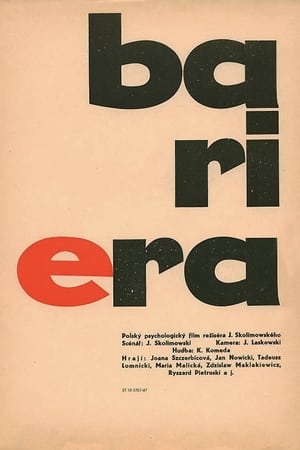 ba
ri
era
Polský psychologický film režiséra J. Skolimowského
Scénář: J. Skolimowski Kamera: J. Laskowski
Hudba: K. Komeda
Hrají: Joana Szczerbicová, Jan Nowicki, Tadeusz
Łomnicki, Maria Malická, Zdzislaw Maklakiewicz,
Ryszard Pietruski a j.